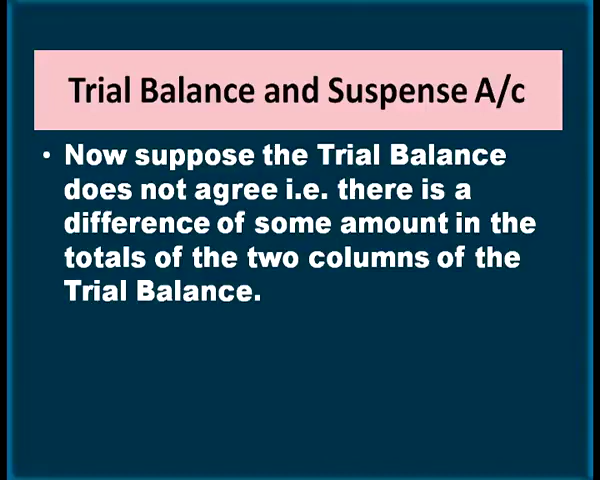 Trial Balance and Suspense A/c
• Now suppose the Trial Balance
does not agree i.e. there is a
difference of some amount in the
totals of the two columns of the
Trial Balance.